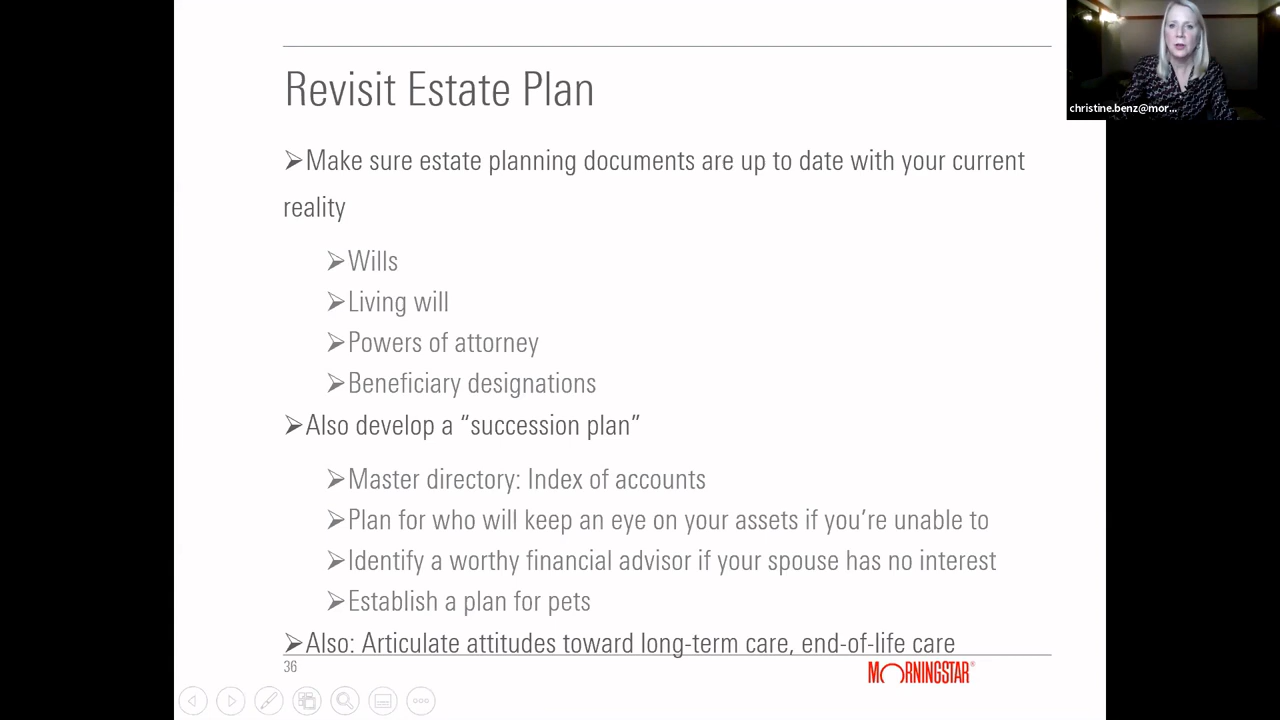 Revisit Estate Plan
christine.benz@mor...
➢Make sure estate planning documents are up to date with your current
reality
➢Wills
➢Living will
➢Powers of attorney
➢Beneficiary designations
➢Also develop a “succession plan”
➢Master directory: Index of accounts
➢Plan for who will keep an eye on your assets if you’re unable to
➢Identify a worthy financial advisor if your spouse has no interest
➢Establish a plan for pets
➢Also: Articulate attitudes toward long-term care, end-of-life care
36
MORNINGSTAR®